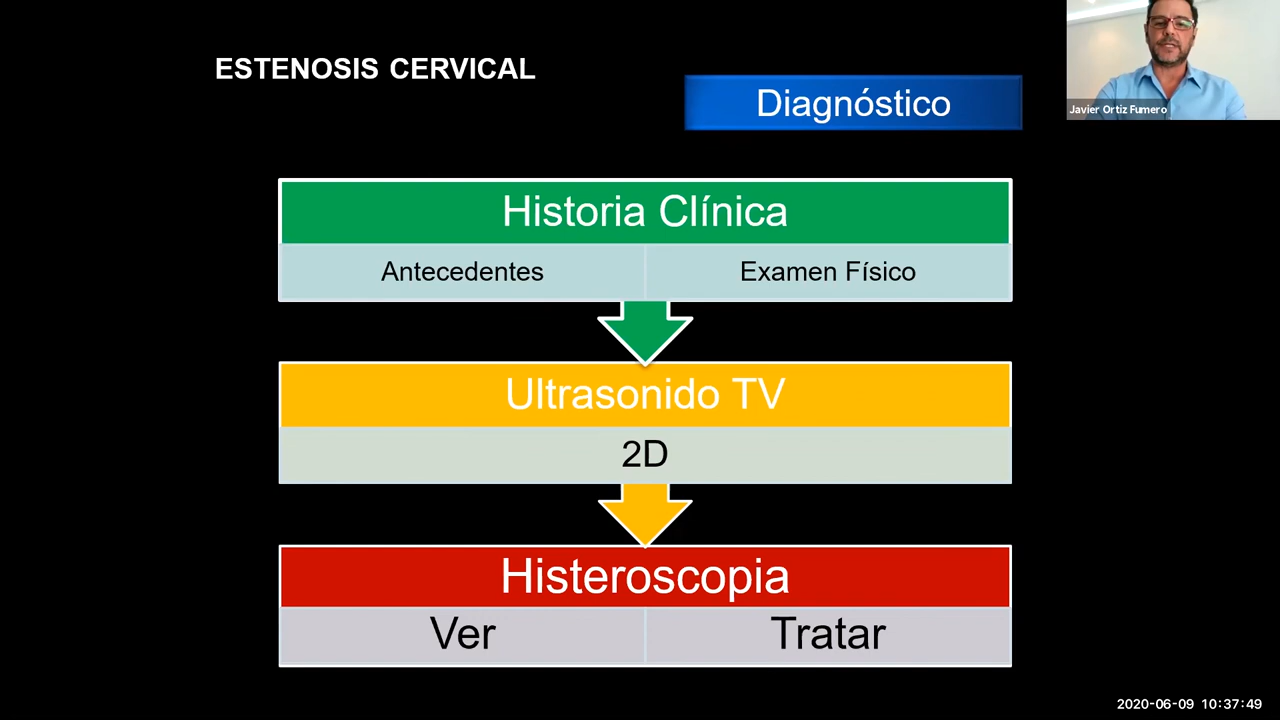 ESTENOSIS CERVICAL
Diagnóstico
Javier Ortiz Fumero
Historia Clínica
Antecedentes
Examen Físico
Ultrasonido TV
2D
Histeroscopia
Ver
Tratar
2020-06-09 10:37:49